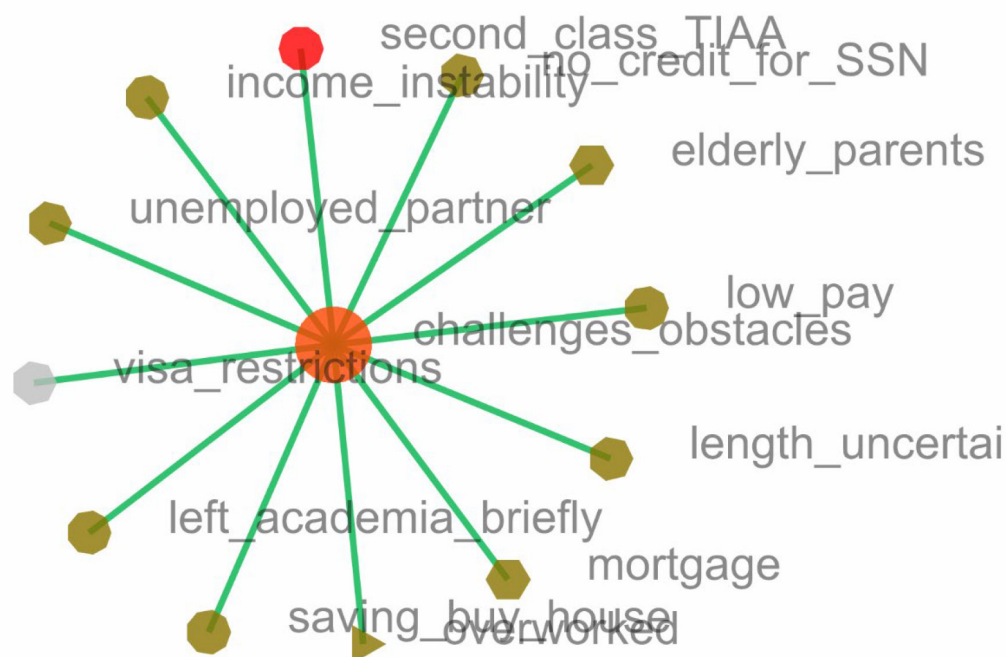 second_class_TIAA
no_credit_for_SSN
income_instability
elderly_parents
unemployed_partner
low_pay
challenges_obstacles
visa_restrictions
length_uncertai
left_academia_briefly
mortgage
saving_buy_house
overworked